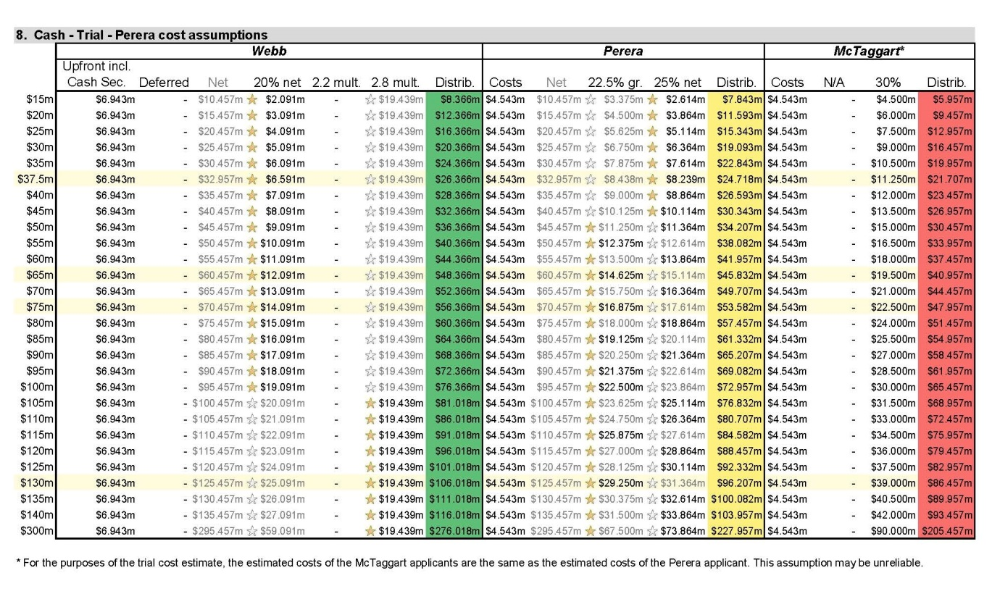 8. Cash - Trial - Perera cost assumptions
Webb Perera McTaggart*
Upfront incl.
Cash Sec. Deferred Net 20% net 2.2 mult. 2.8 mult. Distrib. Costs Net 22.5% gr. 25% net Distrib. Costs N/A 30% Distrib.
$15m $6.943m - $10.457m $2.091m - $19.439m $8.366m $4.543m $10.457m $3.375m $2.614m $7.843m $4.543m - $4.500m $5.957m
$20m $6.943m - $15.457m $3.091m - $19.439m $12.366m $4.543m $15.457m $4.500m $3.864m $11.593m $4.543m - $6.000m $9.457m
$25m $6.943m - $20.457m $4.091m - $19.439m $16.366m $4.543m $20.457m $5.625m $5.114m $15.343m $4.543m - $7.500m $12.957m
$30m $6.943m - $25.457m $5.091m - $19.439m $20.366m $4.543m $25.457m $6.750m $6.364m $19.093m $4.543m - $9.000m $16.457m
$35m $6.943m - $30.457m $6.091m - $19.439m $24.366m $4.543m $30.457m $7.875m $7.614m $22.843m $4.543m - $10.500m $19.957m
$37.5m $6.943m - $32.957m $6.591m - $19.439m $26.366m $4.543m $32.957m $8.438m $8.239m $24.718m $4.543m - $11.250m $21.707m
$40m $6.943m - $35.457m $7.091m - $19.439m $28.366m $4.543m $35.457m $9.000m $8.864m $26.593m $4.543m - $12.000m $23.457m
$45m $6.943m - $40.457m $8.091m - $19.439m $32.366m $4.543m $40.457m $10.125m $10.114m $30.343m $4.543m - $13.500m $26.957m
$50m $6.943m - $45.457m $9.091m - $19.439m $36.366m $4.543m $45.457m $11.250m $11.364m $34.207m $4.543m - $15.000m $30.457m
$55m $6.943m - $50.457m $10.091m - $19.439m $40.366m $4.543m $50.457m $12.375m $12.614m $38.082m $4.543m - $16.500m $33.957m
$60m $6.943m - $55.457m $11.091m - $19.439m $44.366m $4.543m $55.457m $13.500m $13.864m $41.957m $4.543m - $18.000m $37.457m
$65m $6.943m - $60.457m $12.091m - $19.439m $48.366m $4.543m $60.457m $14.625m $15.114m $45.832m $4.543m - $19.500m $40.957m
$70m $6.943m - $65.457m $13.091m - $19.439m $52.366m $4.543m $65.457m $15.750m $16.364m $49.707m $4.543m - $21.000m $44.457m
$75m $6.943m - $70.457m $14.091m - $19.439m $56.366m $4.543m $70.457m $16.875m $17.614m $53.582m $4.543m - $22.500m $47.957m
$80m $6.943m - $75.457m $15.091m - $19.439m $60.366m $4.543m $75.457m $18.000m $18.864m $57.457m $4.543m - $24.000m $51.457m
$85m $6.943m - $80.457m $16.091m - $19.439m $64.366m $4.543m $80.457m $19.125m $20.114m $61.332m $4.543m - $25.500m $54.957m
$90m $6.943m - $85.457m $17.091m - $19.439m $68.366m $4.543m $85.457m $20.250m $21.364m $65.207m $4.543m - $27.000m $58.457m
$95m $6.943m - $90.457m $18.091m - $19.439m $72.366m $4.543m $90.457m $21.375m $22.614m $69.082m $4.543m - $28.500m $61.957m
$100m $6.943m - $95.457m $19.091m - $19.439m $76.366m $4.543m $95.457m $22.500m $23.864m $72.957m $4.543m - $30.000m $65.457m
$105m $6.943m - $100.457m $20.091m - $19.439m $81.018m $4.543m $100.457m $23.625m $25.114m $76.832m $4.543m - $31.500m $68.957m
$110m $6.943m - $105.457m $21.091m - $19.439m $86.018m $4.543m $105.457m $24.750m $26.364m $80.707m $4.543m - $33.000m $72.457m
$115m $6.943m - $110.457m $22.091m - $19.439m $91.018m $4.543m $110.457m $25.875m $27.614m $84.582m $4.543m - $34.500m $75.957m
$120m $6.943m - $115.457m $23.091m - $19.439m $96.018m $4.543m $115.457m $27.000m $28.864m $88.457m $4.543m - $36.000m $79.457m
$125m $6.943m - $120.457m $24.091m - $19.439m $101.018m $4.543m $120.457m $28.125m $30.114m $92.332m $4.543m - $37.500m $82.957m
$130m $6.943m - $125.457m $25.091m - $19.439m $106.018m $4.543m $125.457m $29.250m $31.364m $96.207m $4.543m - $39.000m $86.457m
$135m $6.943m - $130.457m $26.091m - $19.439m $111.018m $4.543m $130.457m $30.375m $32.614m $100.082m $4.543m - $40.500m $89.957m
$140m $6.943m - $135.457m $27.091m - $19.439m $116.018m $4.543m $135.457m $31.500m $33.864m $103.957m $4.543m - $42.000m $93.457m
$300m $6.943m - $295.457m $59.091m - $19.439m $276.018m $4.543m $295.457m $67.500m $73.864m $227.957m $4.543m - $90.000m $205.457m
* For the purposes of the trial cost estimate, the estimated costs of the McTaggart applicants are the same as the estimated costs of the Perera applicant. This assumption may be unreliable.